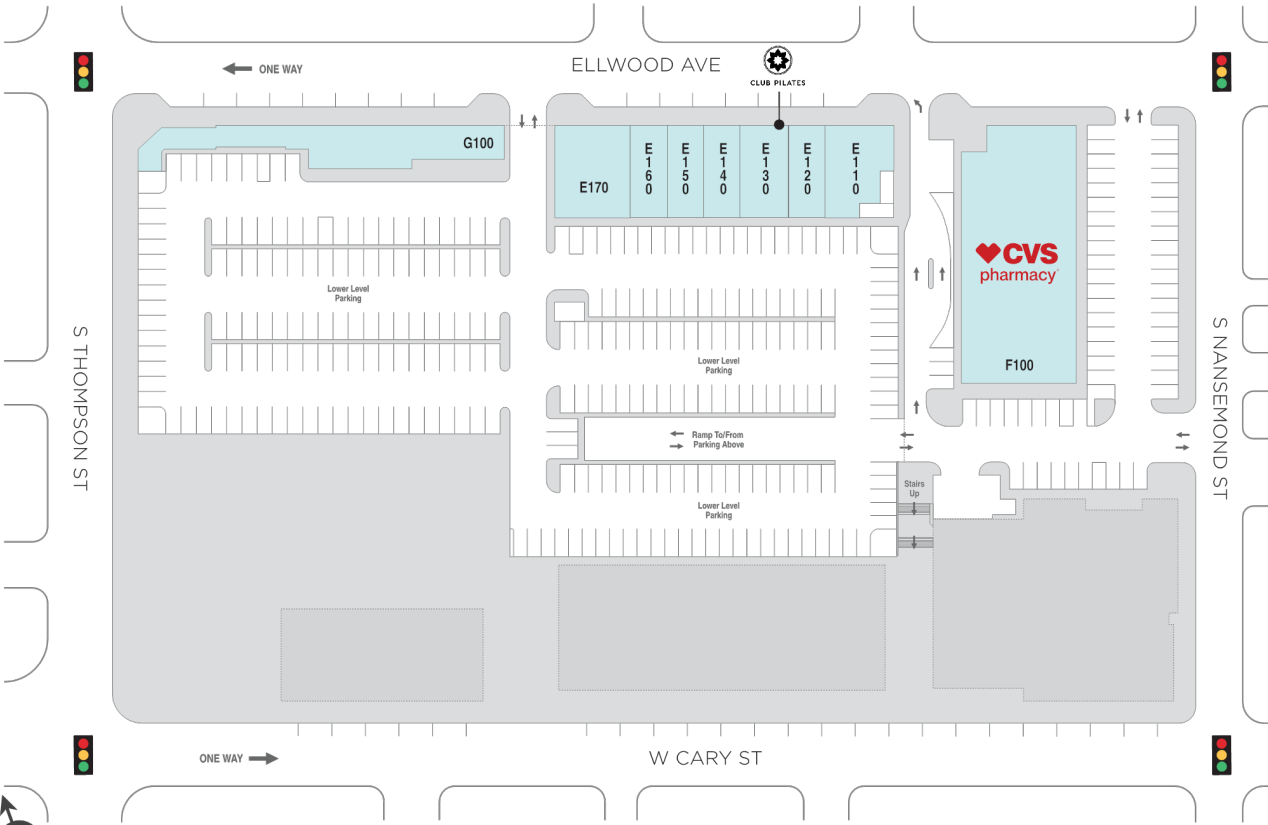 ELLWOOD AVE
CLUB PILATES
ONE WAY
G100
E170
E160
E150
E140
E130
E120
E110
CVS
pharmacy
F100
Lower Level
Parking
Lower Level
Parking
Ramp To/From
Parking Above
Lower Level
Parking
Stairs
Up
S THOMPSON ST
S NANSEMOND ST
ONE WAY
W CARY ST